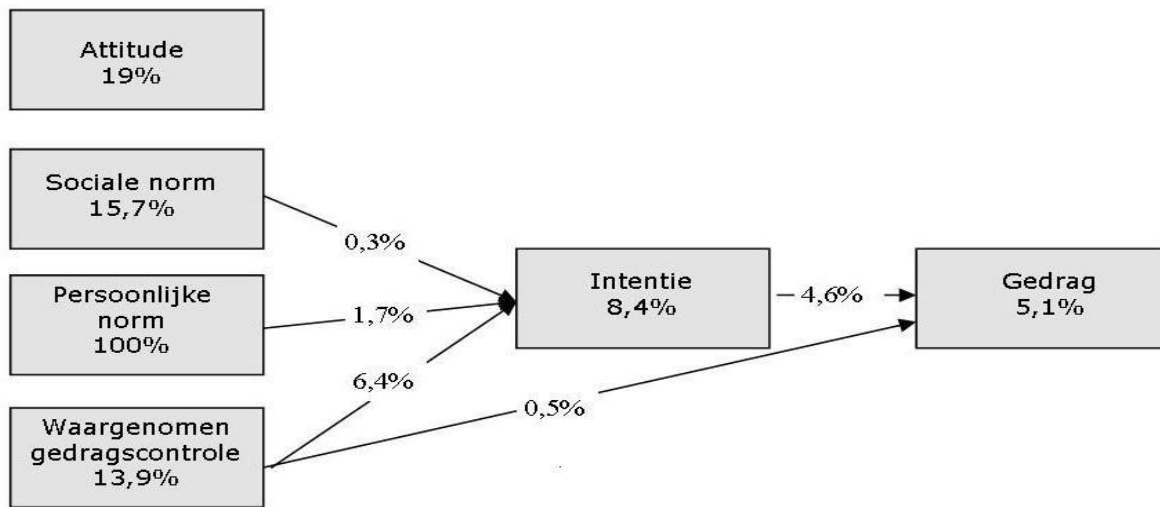 Attitude
19%
Sociale norm
15,7%
0,3%
Persoonlijke
norm
100%
1,7%
Waargenomen
gedragscontrole
13,9%
6,4%
0,5%
Intentie
8,4%
4,6%
Gedrag
5,1%